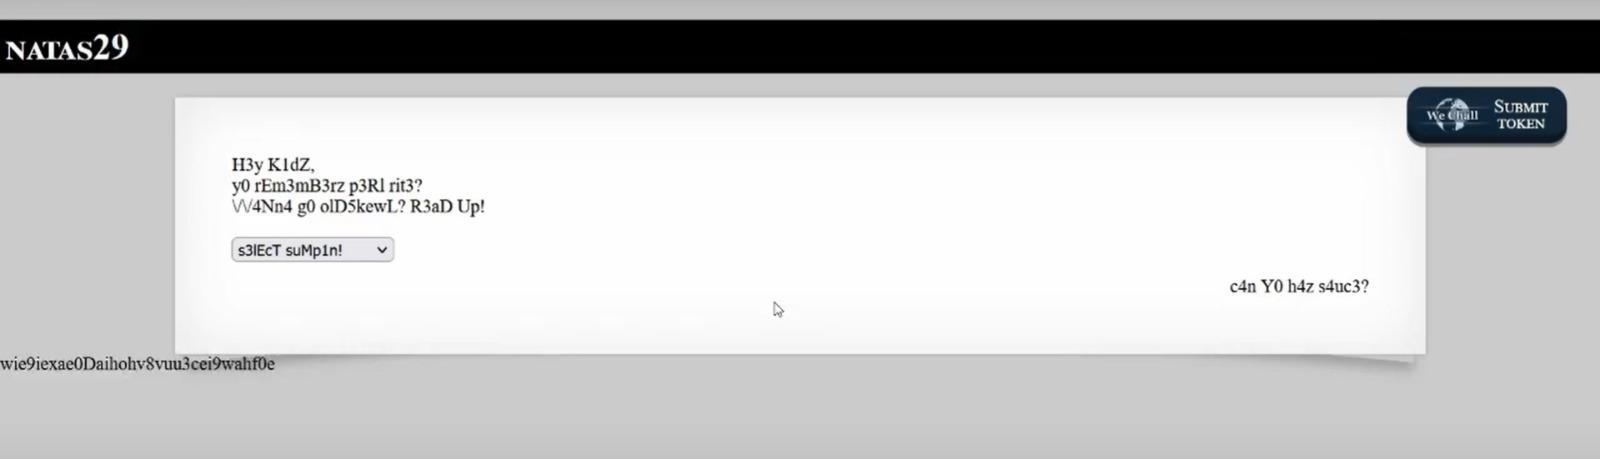 NATAS29
We Chall
SUBMIT
TOKEN
H3y K1dZ,
y0 rEm3mB3rz p3Rl rit3?
\/\/4Nn4 g0 olD5kewL? R3aD Up!
s3lEcT suMp1n!
c4n Y0 h4z s4uc3?
wie9iexae0Daihohv8vuu3cei9wahf0e